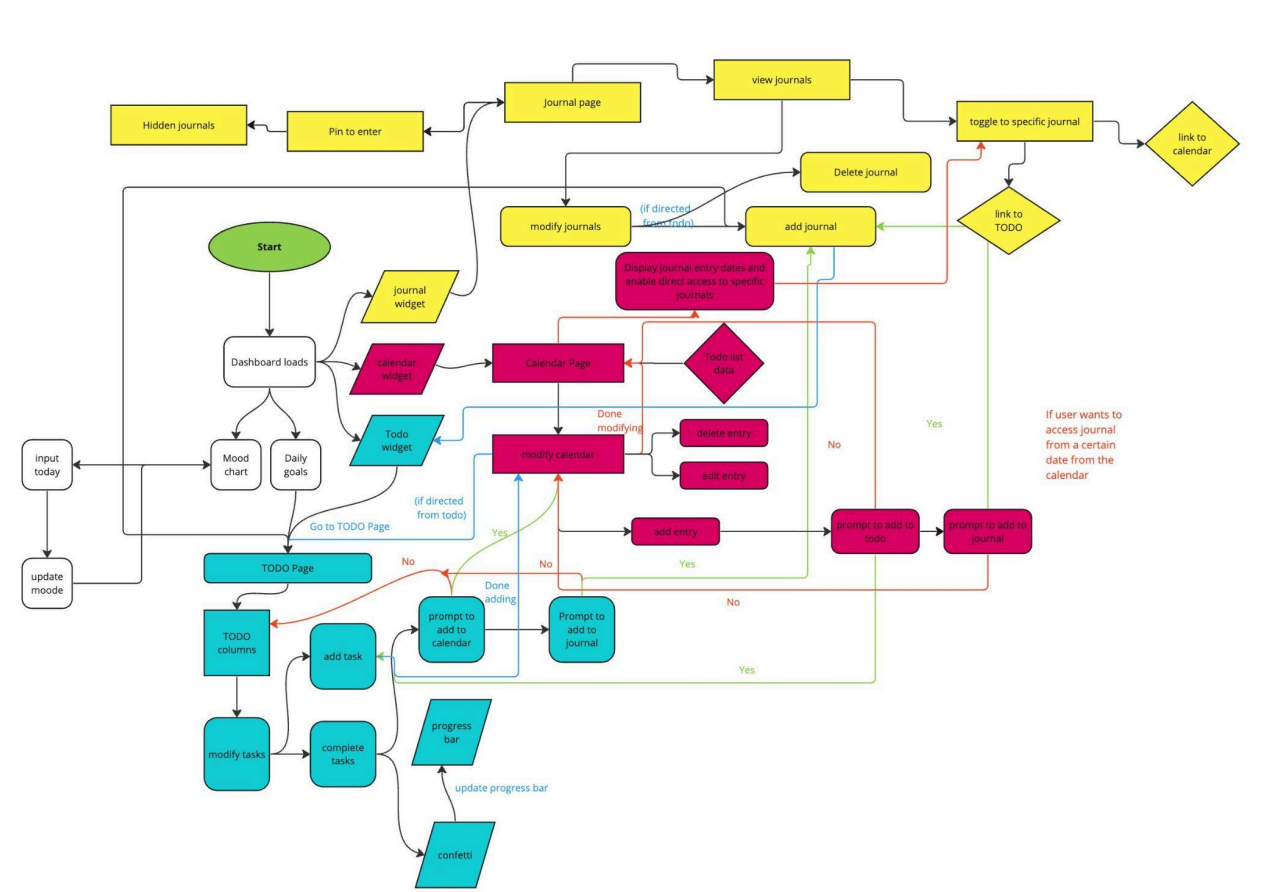 view journals
Journal page
Hidden journals
Pin to enter
toggle to specific journal
link to
calendar
Delete journal
(if directed
from todo)
modify journals
add journal
link to
TODO
Start
Display journal entry dates and
enable direct access to specific
journals
journal
widget
Dashboard loads
calendar
widget
Calendar Page
Todo list
data
Todo
widget
Done
modifying
delete entry
No
Yes
If user wants to
access journal
from a certain
date from the
calendar
input
today
Mood
chart
Daily
goals
modify calendar
edit entry
(if directed
from todo)
Go to TODO Page
Yes
add entry
prompt to add to
todo
prompt to add to
journal
update
moode
TODO Page
No
No
Yes
Done
adding
No
prompt to
add to
calendar
Prompt to
add to
journal
TODO
columns
add task
Yes
modify tasks
complete
tasks
progress
bar
update progress bar
confetti